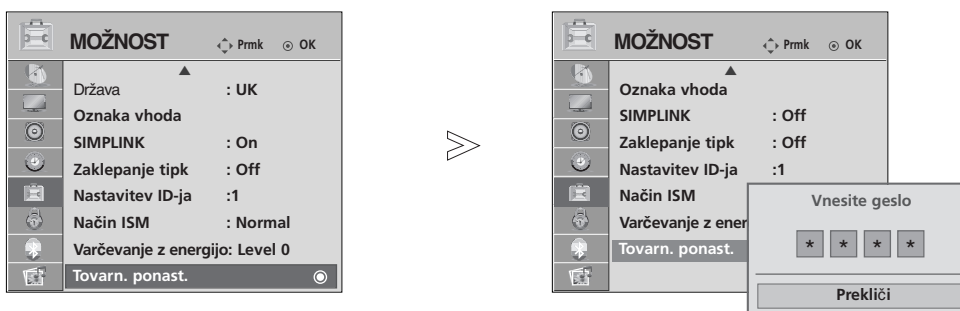 MOŽNOST Prmk OK
Država : UK
Oznaka vhoda
SIMPLINK : On
Zaklepanje tipk : Off
Nastavitev ID-ja :1
Način ISM : Normal
Varčevanje z energijo: Level 0
Tovarn. ponast.
MOŽNOST Prmk OK
Oznaka vhoda
SIMPLINK : Off
Zaklepanje tipk : Off
Nastavitev ID-ja :1
Način ISM
Varčevanje z ener
Tovarn. ponast.
Vnesite geslo
* * * *
Prekliči